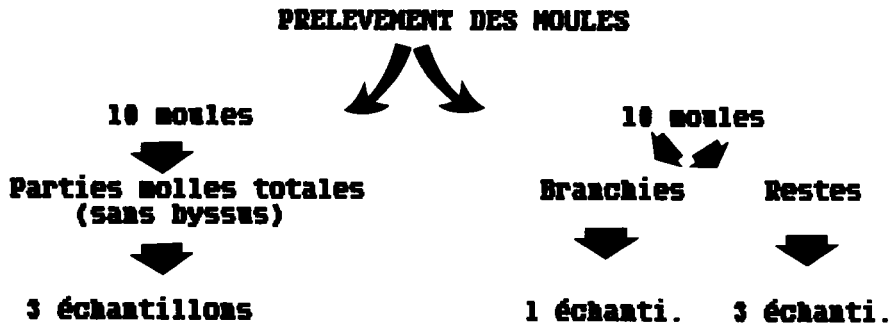 PRELEVEMENT DES MOULES
10 moules
10 moules
Parties molles totales
(sans byssus)
Branchies
Restes
3 échantillons
1 échanti.
3 échanti.